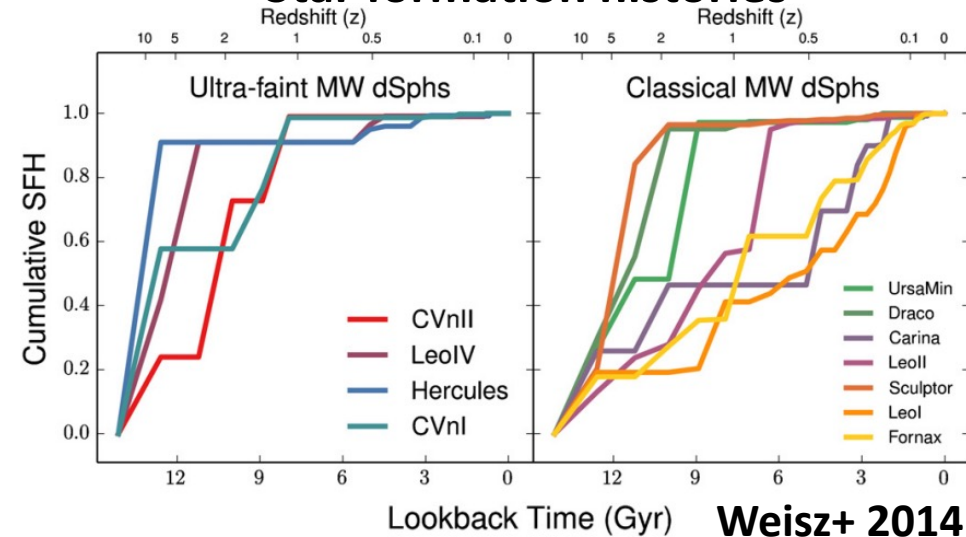 Star formation histories
Redshift (z)
10 5 2 1 0.5 0.1 0
Ultra-faint MW dSphs
Cumulative SFH
1.0
0.8
0.6
0.4
0.2
0.0
CVnII
LeoIV
Hercules
CVnI
12 9 6 3 0
Redshift (z)
10 5 2 1 0.5 0.1 0
Classical MW dSphs
UrsaMin
Draco
Carina
LeoII
Sculptor
LeoI
Fornax
12 9 6 3 0
Lookback Time (Gyr)
Weisz+ 2014